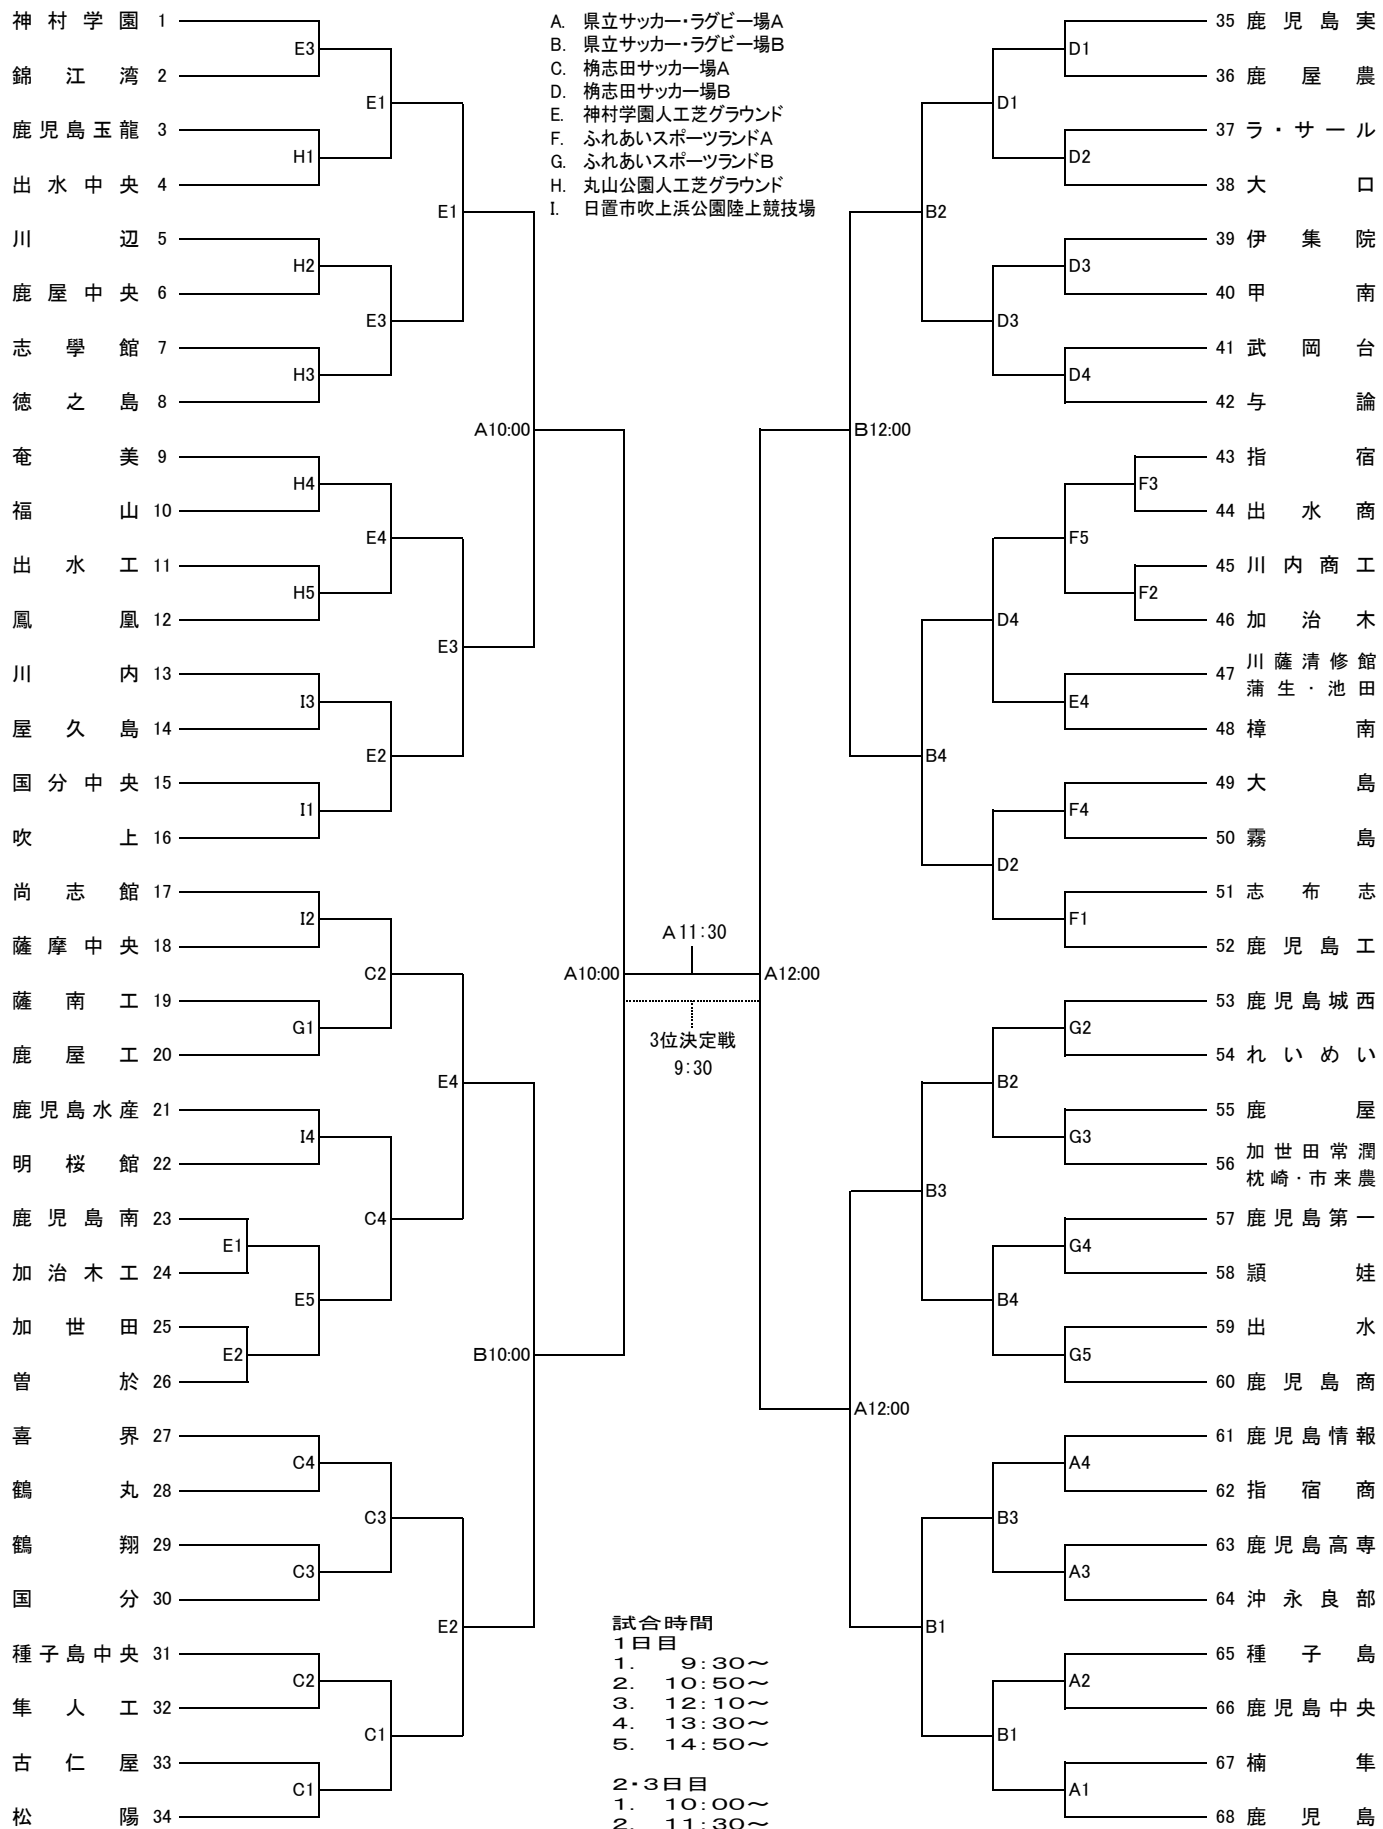 A. 県立サッカー・ラグビー場A
B. 県立サッカー・ラグビー場B
C. 桷志田サッカー場A
D. 桷志田サッカー場B
E. 神村学園人工芝グラウンド
F. ふれあいスポーツランドA
G. ふれあいスポーツランドB
H. 丸山公園人工芝グラウンド
I. 日置市吹上浜公園陸上競技場
神村学園 1
錦江湾 2
鹿児島玉龍 3
出水中央 4
川辺 5
鹿屋中央 6
志學館 7
徳之島 8
奄美 9
福山 10
出水工 11
鳳凰 12
川内 13
屋久島 14
国分中央 15
吹上 16
尚志館 17
薩摩中央 18
薩南工 19
鹿屋工 20
鹿児島水産 21
明桜館 22
鹿児島南 23
加治木工 24
加世田 25
曽於 26
喜界 27
鶴丸 28
鶴翔 29
国分 30
種子島中央 31
隼人工 32
古仁屋 33
松陽 34
E3
H1
H2
H3
H4
H5
I3
I1
I2
G1
I4
E1
E2
E5
C4
C3
C2
C1
E1
E3
E4
E2
C2
C4
C3
C1
E1
E3
E4
E2
A10:00
B10:00
A10:00
A11:30
3位決定戦
9:30
A12:00
B12:00
A12:00
B2
B4
B3
B1
D1
D3
D4
D2
B2
B4
B3
B1
D1
D2
D3
D4
F3
F5
F2
E4
F4
F1
G2
G3
G4
G5
A4
A3
A2
A1
35 鹿児島実
36 鹿屋農
37 ラ・サール
38 大口
39 伊集院
40 甲南
41 武岡台
42 与論
43 指宿
44 出水商
45 川内商工
46 加治木
47 川薩清修館
蒲生・池田
48 樟南
49 大島
50 霧島
51 志布志
52 鹿児島工
53 鹿児島城西
54 れいめい
55 鹿屋
56 加世田常潤
枕崎・市来農
57 鹿児島第一
58 頴娃
59 出水
60 鹿児島商
61 鹿児島情報
62 指宿商
63 鹿児島高専
64 沖永良部
65 種子島
66 鹿児島中央
67 楠隼
68 鹿児島
試合時間
1日目
1. 9:30～
2. 10:50～
3. 12:10～
4. 13:30～
5. 14:50～
2・3日目
1. 10:00～
2. 11:30～